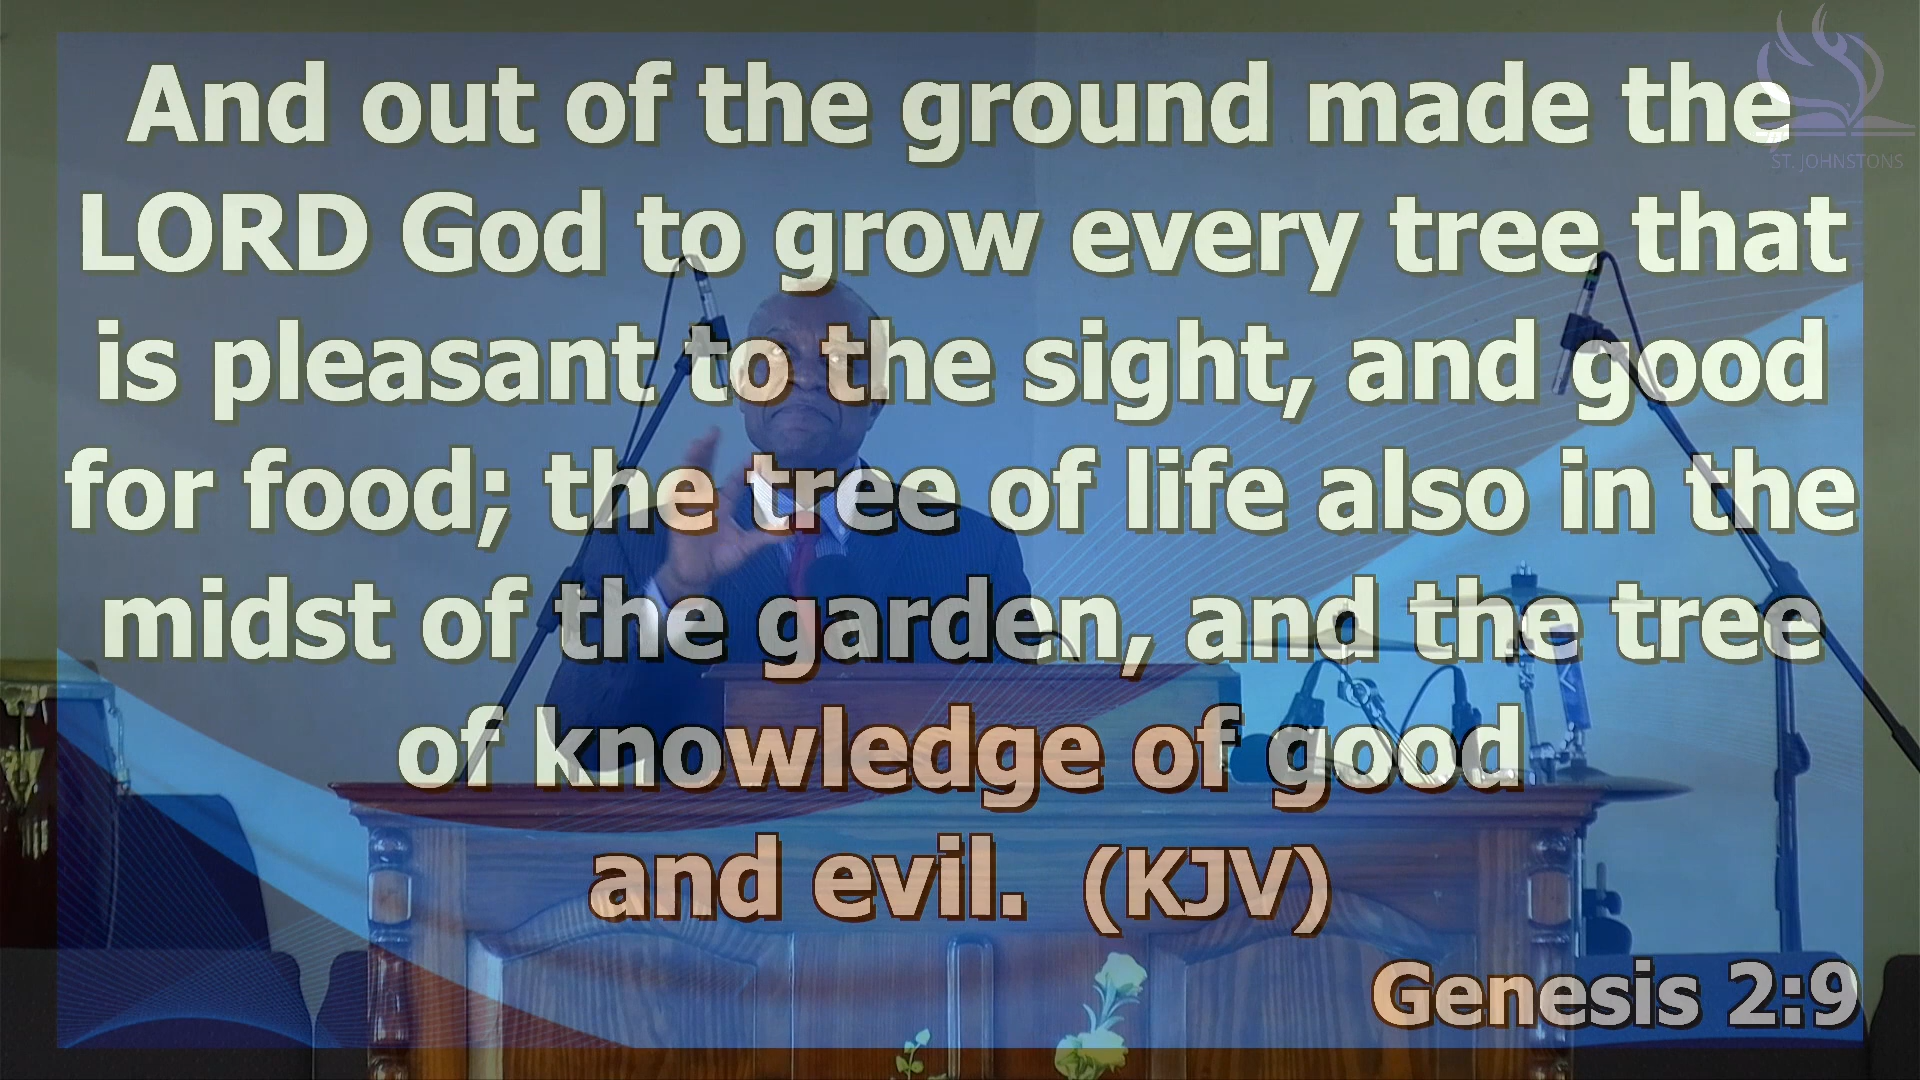 And out of the ground made the
LORD God to grow every tree that
is pleasant to the sight, and good
for food; the tree of life also in the
midst of the garden, and the tree
of knowledge of good
and evil. (KJV)
Genesis 2:9
ST. JOHNSTONS